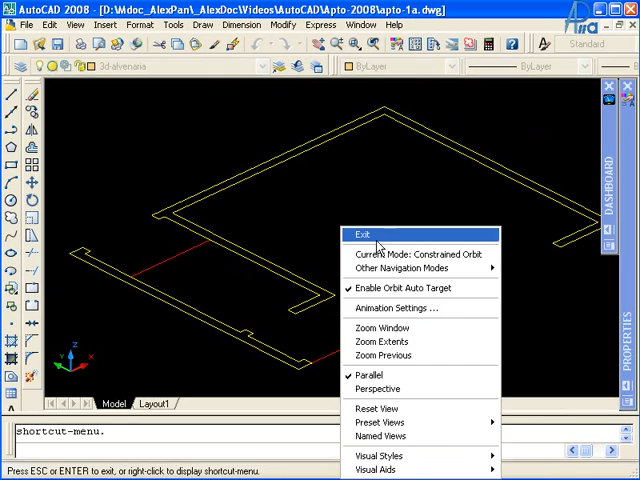 AutoCAD 2008 - [D:\Wdoc_AlexPan\_AlexDoc\Videos\AutoCAD\Apto-2008\apto-1a.dwg]
File Edit View Insert Format Tools Draw Dimension Modify Express Window Help
Standard
3d-alvenaria
ByLayer
ByLayer
DASHBOARD
PROPERTIES
Exit
Current Mode: Constrained Orbit
Other Navigation Modes
Enable Orbit Auto Target
Animation Settings ...
Zoom Window
Zoom Extents
Zoom Previous
Parallel
Perspective
Reset View
Preset Views
Named Views
Visual Styles
Visual Aids
Z
Y
X
A
Model Layout1
shortcut-menu.
Press ESC or ENTER to exit, or right-click to display shortcut-menu.